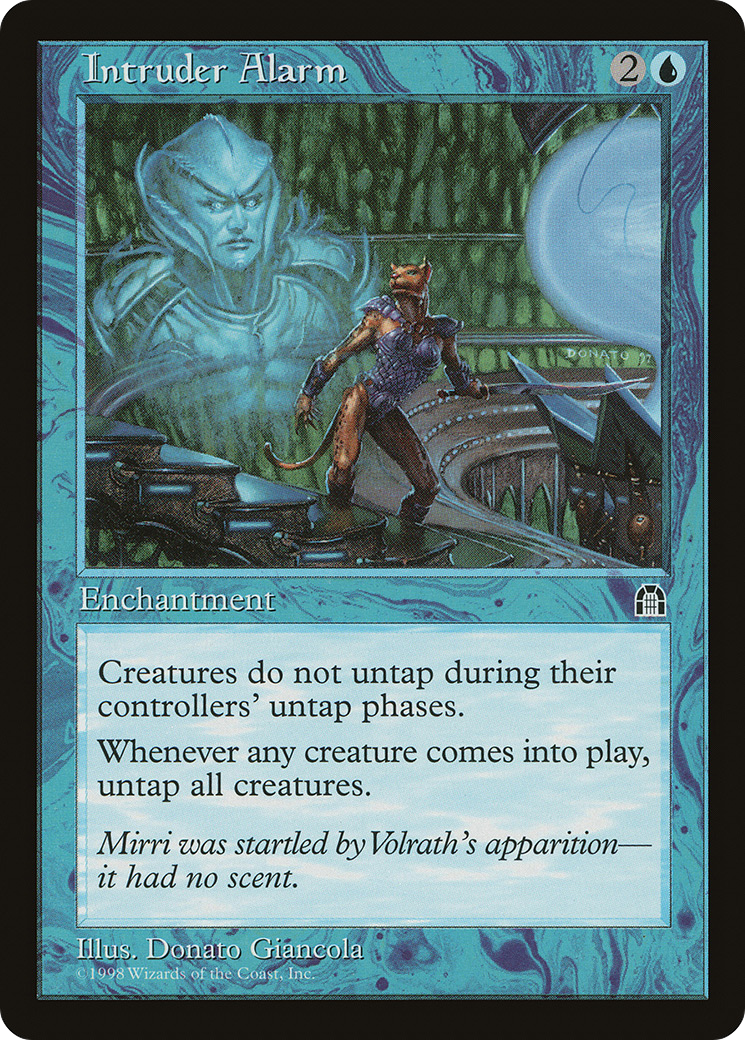 Intruder Alarm 2
DONATO 97
Enchantment
Creatures do not untap during their
controllers' untap phases.
Whenever any creature comes into play,
untap all creatures.
Mirri was startled by Volrath's apparition—
it had no scent.
Illus. Donato Giancola
©1998 Wizards of the Coast, Inc.